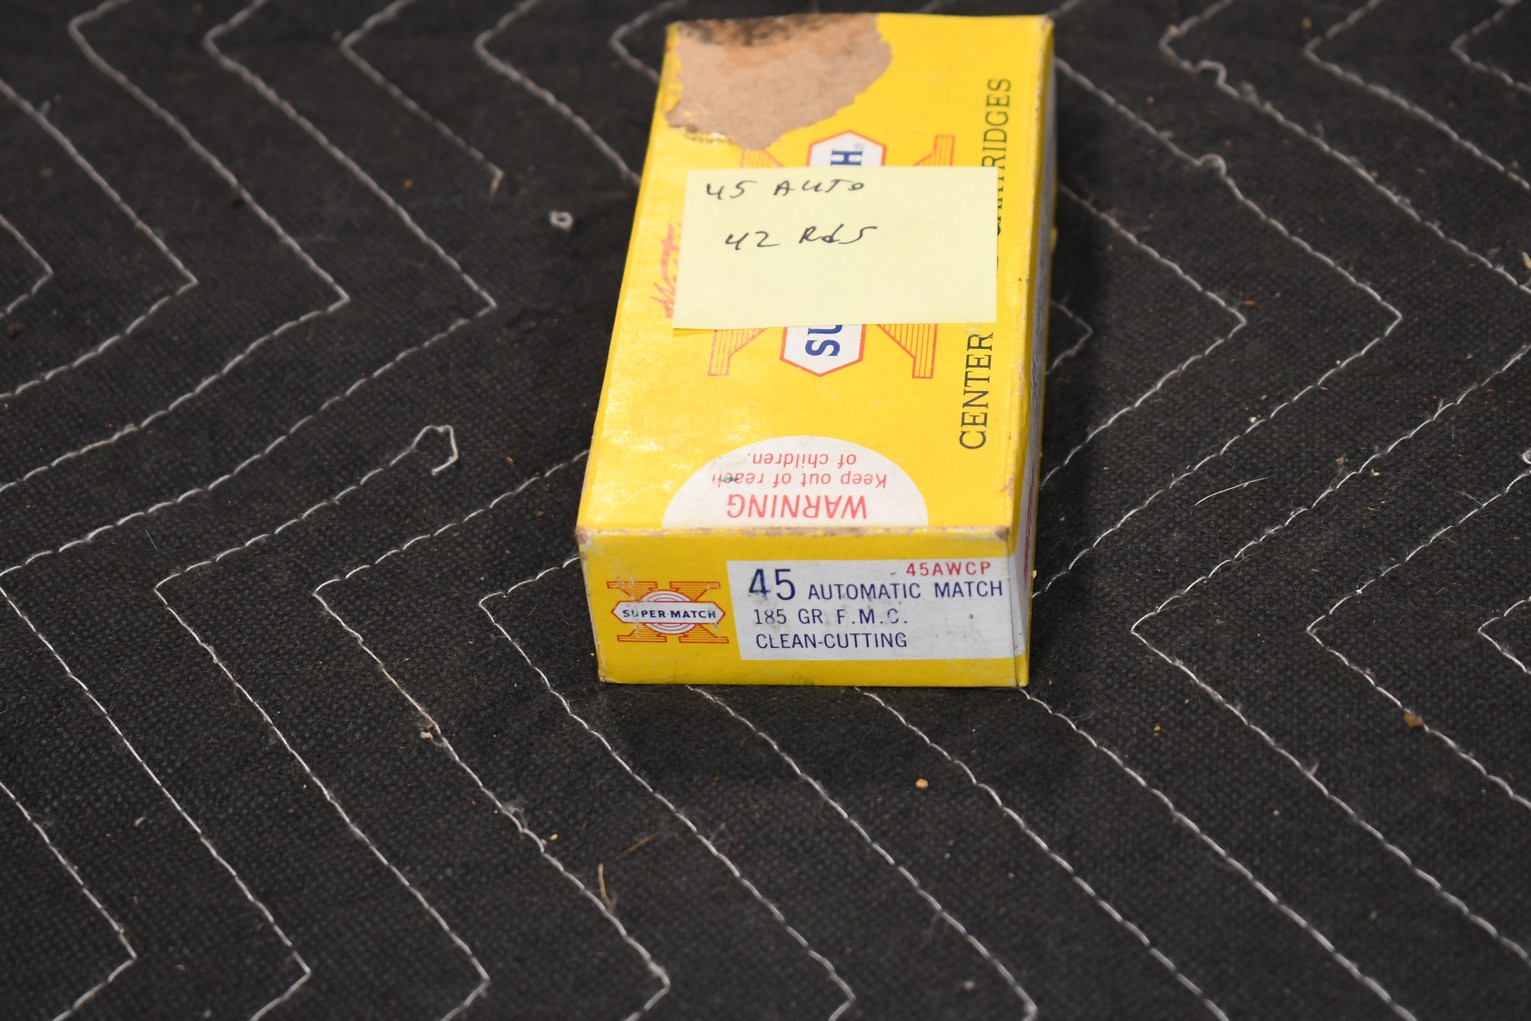 45 AUTO
42 RdS
SU
H
CENTER
WARNING
Keep out of reach
of children.
SUPER-MATCH
45AWCP
45 AUTOMATIC MATCH
185 GR. F.M.C.
CLEAN-CUTTING